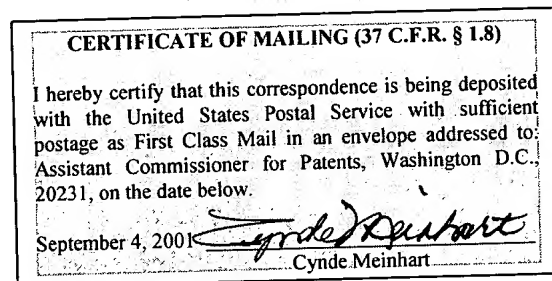 CERTIFICATE OF MAILING (37 C.F.R. § 1.8)
I hereby certify that this correspondence is being deposited
with the United States Postal Service with sufficient
postage as First Class Mail in an envelope addressed to:
Assistant Commissioner for Patents, Washington D.C.,
20231, on the date below.
September 4, 2001 Cynde Meinhart
Cynde Meinhart